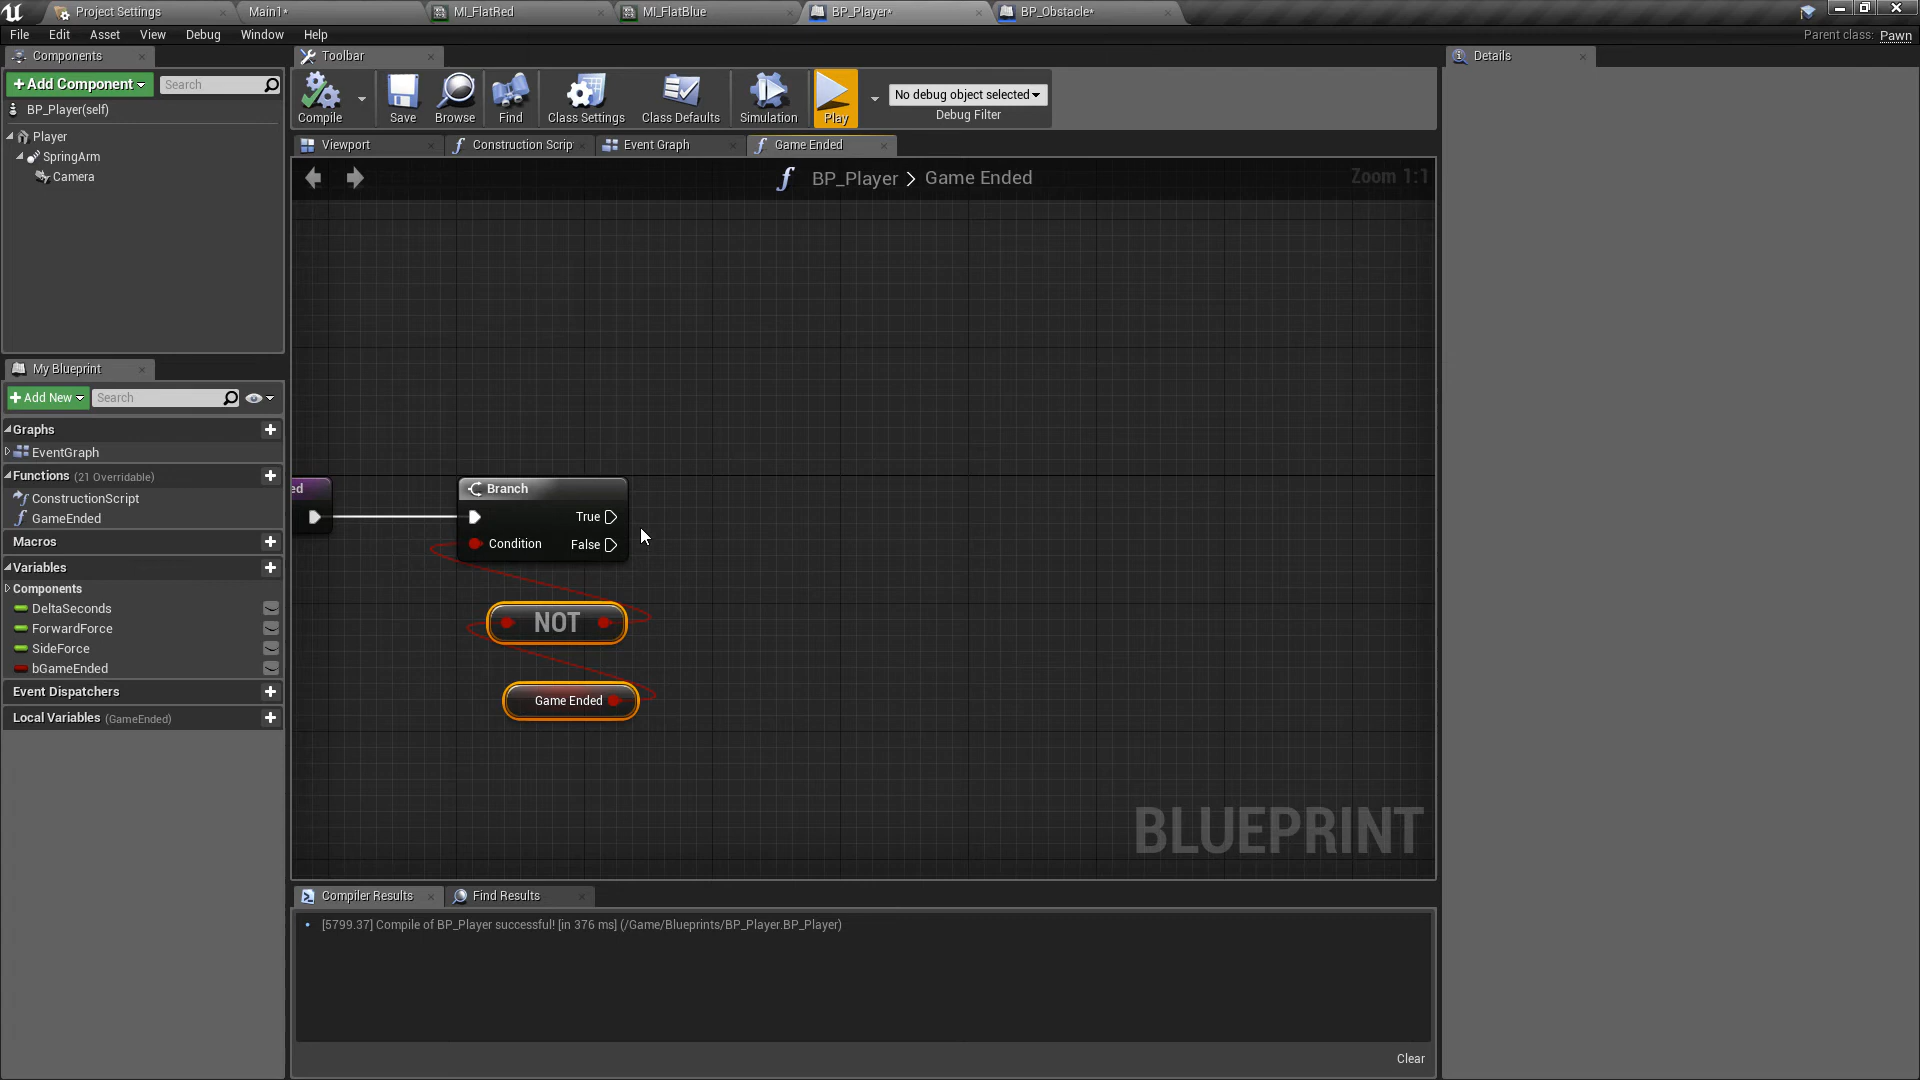 Project Settings
Main1*
MI_FlatRed
MI_FlatBlue
BP_Player*
BP_Obstacle*
File
Edit
Asset
View
Debug
Window
Help
Parent class:
Pawn
Components
Toolbar
Details
+Add Component
Search
Compile
Save
Browse
Find
Class Settings
Class Defaults
Simulation
Play
No debug object selected
Debug Filter
BP_Player(self)
Player
SpringArm
Camera
Viewport
Construction Scrip
Event Graph
Game Ended
BP_Player > Game Ended
Zoom 1:1
My Blueprint
+Add New
Search
Graphs
EventGraph
Functions (21 Overridable)
ConstructionScript
GameEnded
Macros
Variables
Components
DeltaSeconds
ForwardForce
SideForce
bGameEnded
Event Dispatchers
Local Variables (GameEnded)
ed
Branch
True
Condition
False
NOT
Game Ended
BLUEPRINT
Compiler Results
Find Results
[5799.37] Compile of BP_Player successful! [in 376 ms] (/Game/Blueprints/BP_Player.BP_Player)
Clear